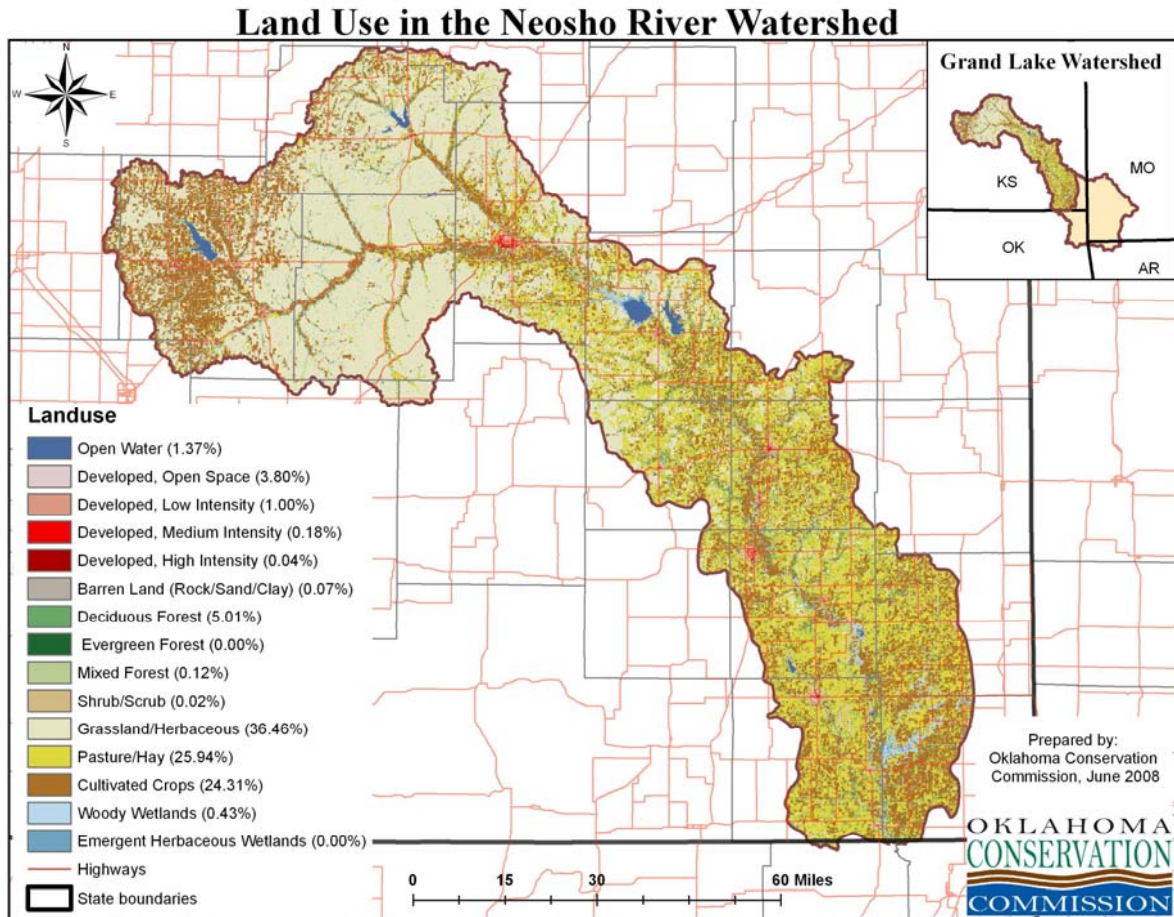 Land Use in the Neosho River Watershed
N
W E
S
Grand Lake Watershed
MO
KS
OK
AR
Landuse
Open Water (1.37%)
Developed, Open Space (3.80%)
Developed, Low Intensity (1.00%)
Developed, Medium Intensity (0.18%)
Developed, High Intensity (0.04%)
Barren Land (Rock/Sand/Clay) (0.07%)
Deciduous Forest (5.01%)
Evergreen Forest (0.00%)
Mixed Forest (0.12%)
Shrub/Scrub (0.02%)
Grassland/Herbaceous (36.46%)
Pasture/Hay (25.94%)
Cultivated Crops (24.31%)
Woody Wetlands (0.43%)
Emergent Herbaceous Wetlands (0.00%)
Highways
State boundaries
0 15 30 60 Miles
Prepared by:
Oklahoma Conservation
Commission, June 2008
OKLAHOMA
CONSERVATION
COMMISSION